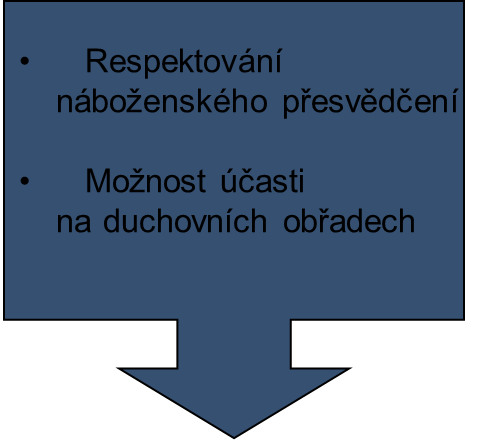 • Respektování
náboženského přesvědčení
• Možnost účasti
na duchovních obřadech